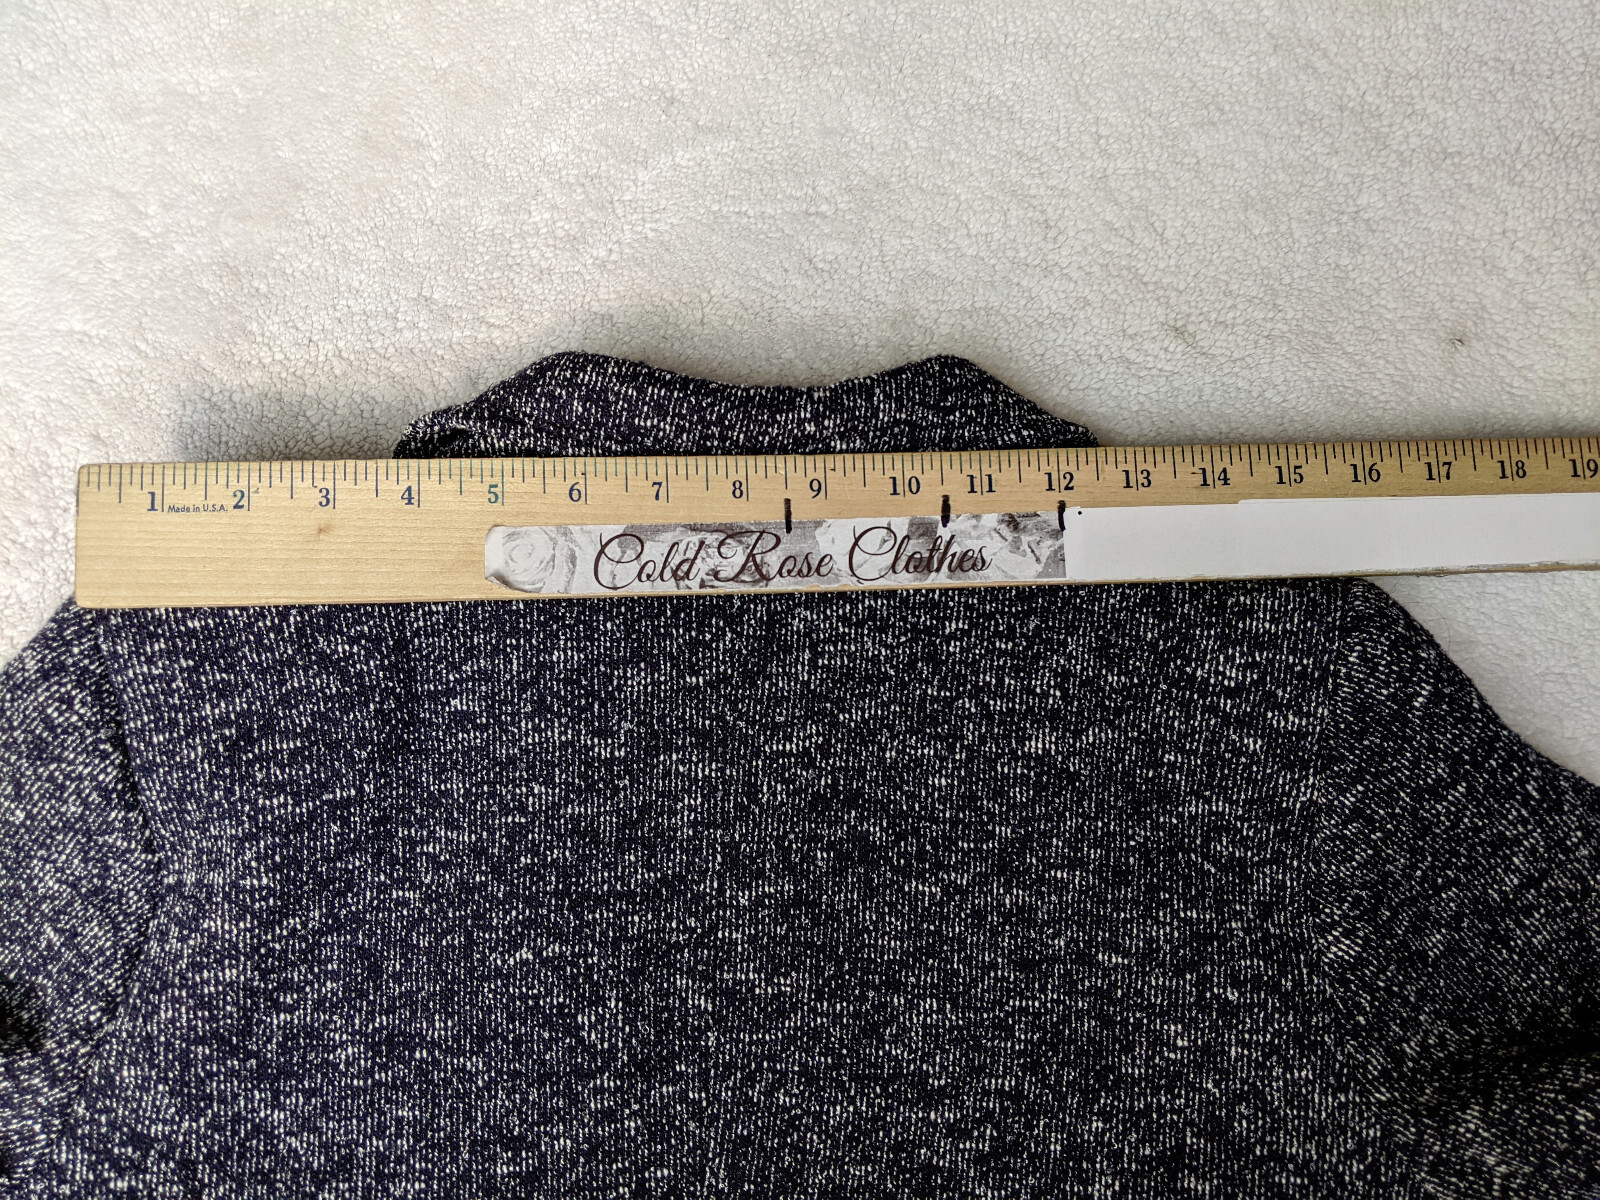 1 2 3 4 5 6 7 8 9 10 11 12 13 14 15 16 17 18 19
Made in U.S.A.
Cold Rose Clothes